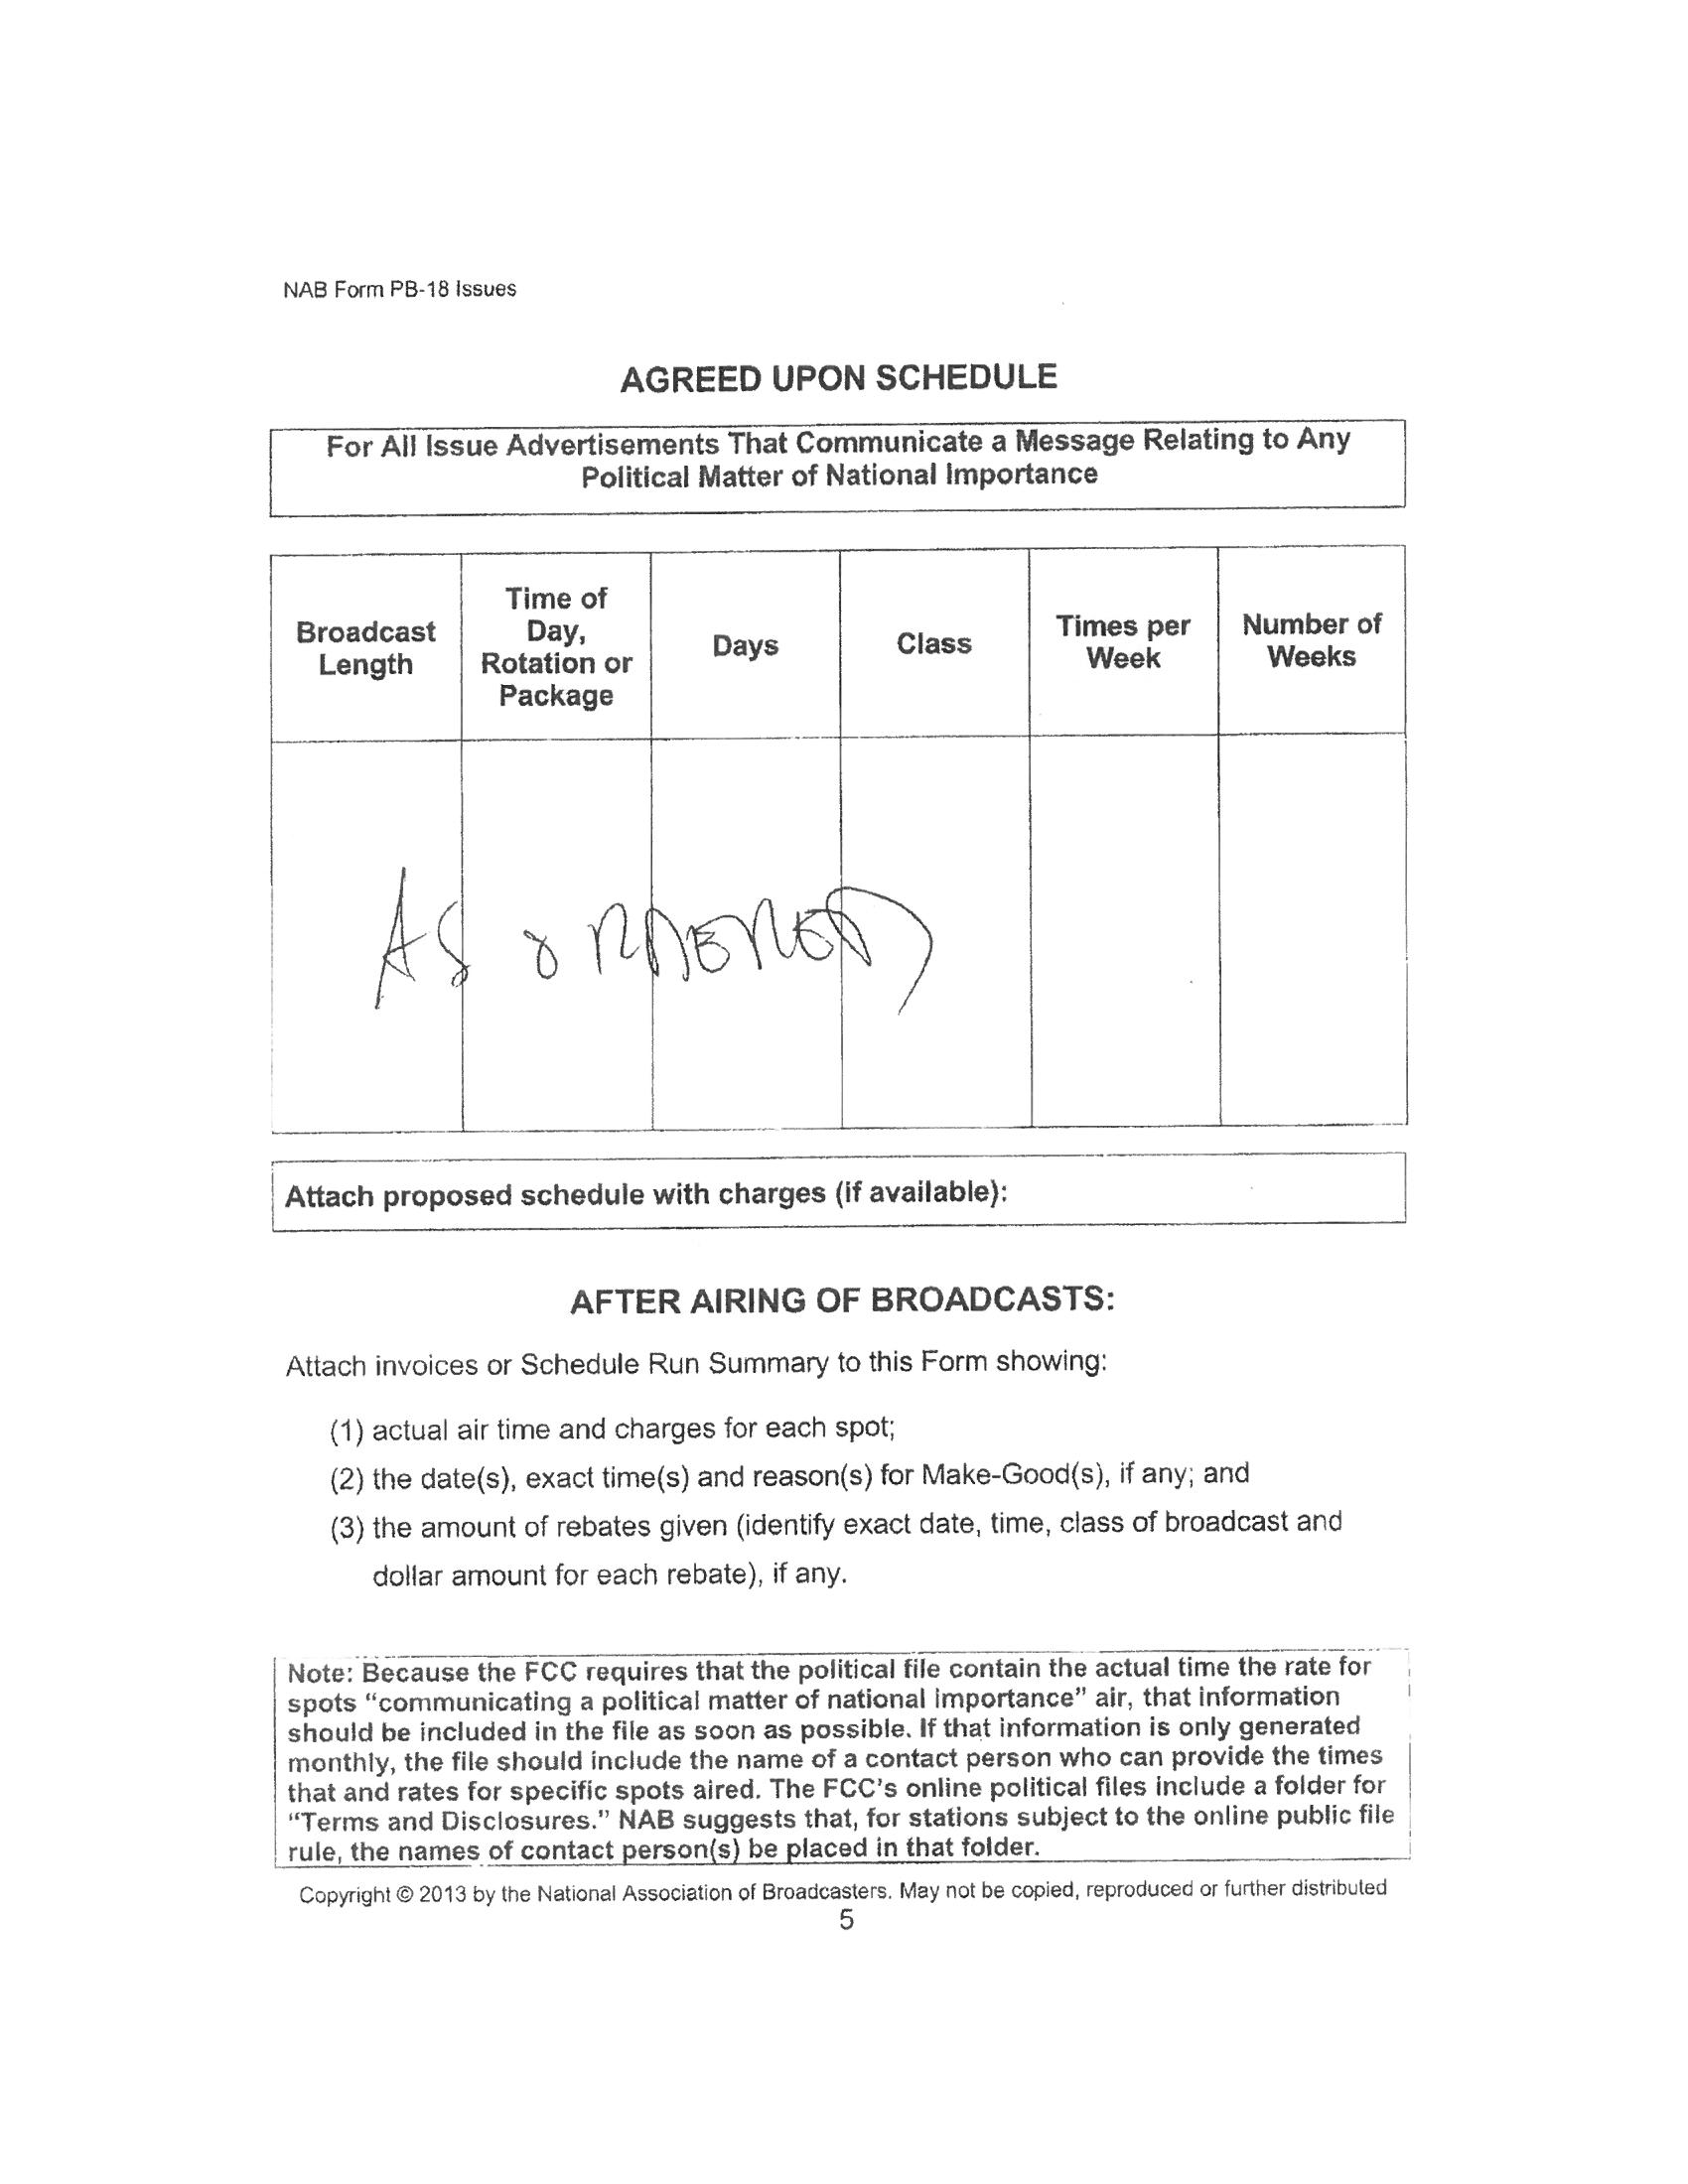 NAB Form PB-18 Issues
AGREED UPON SCHEDULE
For All Issue Advertisements That Communicate a Message Relating to Any
Political Matter of National Importance
Broadcast
Length
Time of
Day,
Rotation or
Package
Days
Class
Times per
Week
Number of
Weeks
AS ORDERED
Attach proposed schedule with charges (if available):
AFTER AIRING OF BROADCASTS:
Attach invoices or Schedule Run Summary to this Form showing:
(1) actual air time and charges for each spot;
(2) the date(s), exact time(s) and reason(s) for Make-Good(s), if any; and
(3) the amount of rebates given (identify exact date, time, class of broadcast and
dollar amount for each rebate), if any.
Note: Because the FCC requires that the political file contain the actual time the rate for
spots “communicating a political matter of national importance” air, that information
should be included in the file as soon as possible. If that information is only generated
monthly, the file should include the name of a contact person who can provide the times
that and rates for specific spots aired. The FCC’s online political files include a folder for
“Terms and Disclosures.” NAB suggests that, for stations subject to the online public file
rule, the names of contact person(s) be placed in that folder.
Copyright © 2013 by the National Association of Broadcasters. May not be copied, reproduced or further distributed
5